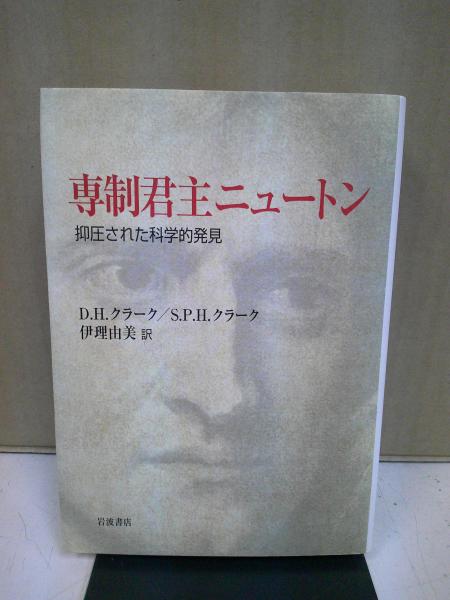 専制君主ニュートン
抑圧された科学的発見
D.H.クラーク／S.P.H.クラーク
伊理由美 訳
岩波書店